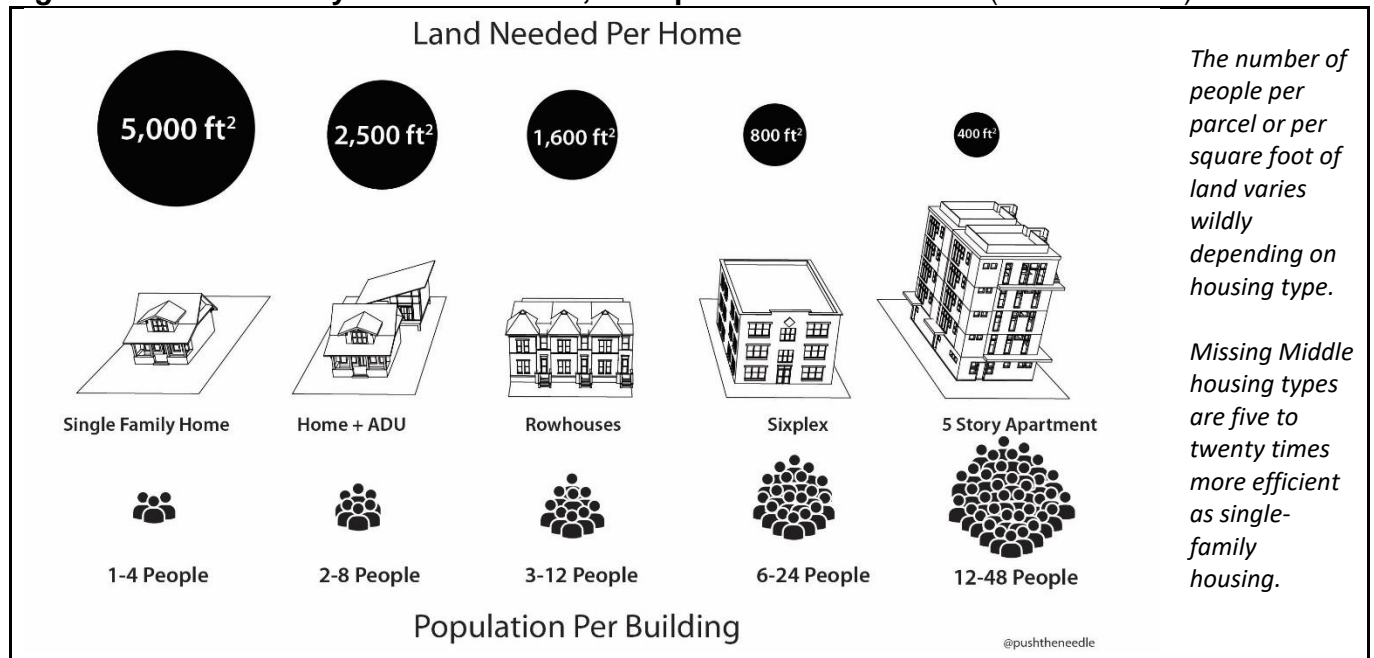 Land Needed Per Home
5,000 ft²
2,500 ft²
1,600 ft²
800 ft²
400 ft²
Single Family Home
Home + ADU
Rowhouses
Sixplex
5 Story Apartment
1-4 People
2-8 People
3-12 People
6-24 People
12-48 People
Population Per Building
@pushtheneedle
The number of
people per
parcel or per
square foot of
land varies
wildly
depending on
housing type.
Missing Middle
housing types
are five to
twenty times
more efficient
as single-
family
housing.